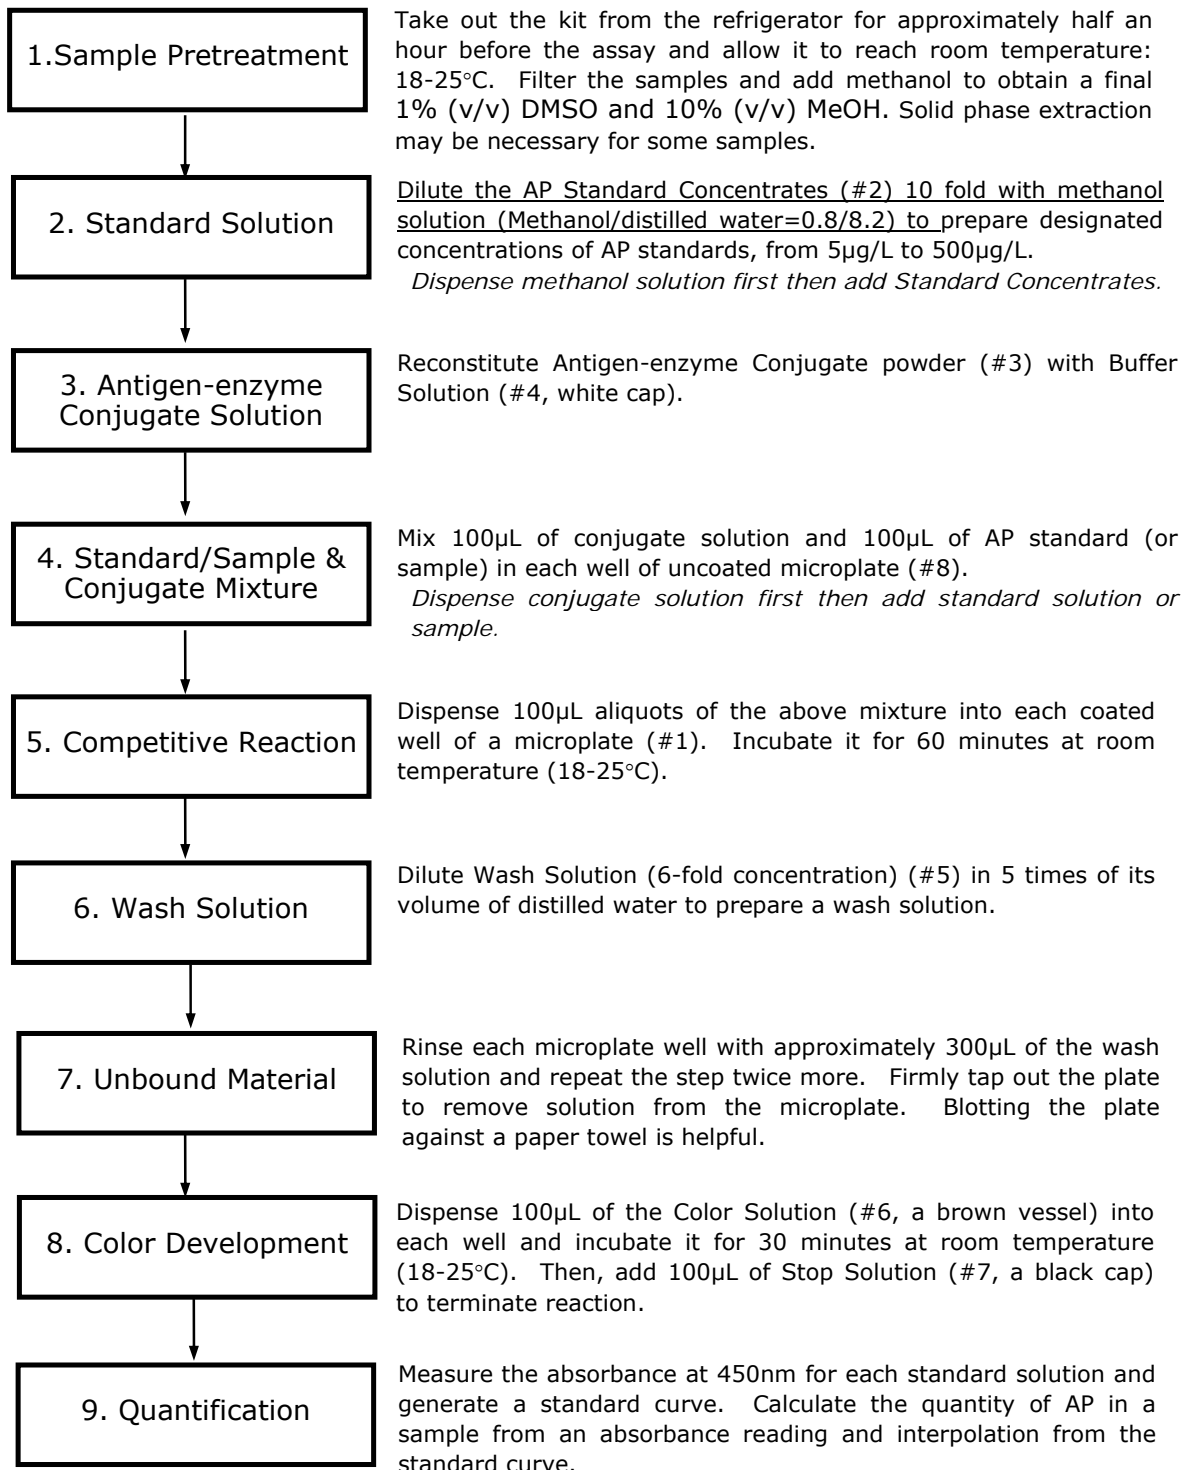 1.Sample Pretreatment
Take out the kit from the refrigerator for approximately half an
hour before the assay and allow it to reach room temperature:
18-25°C.  Filter the samples and add methanol to obtain a final
1% (v/v) DMSO and 10% (v/v) MeOH. Solid phase extraction
may be necessary for some samples.
2. Standard Solution
Dilute the AP Standard Concentrates (#2) 10 fold with methanol
solution (Methanol/distilled water=0.8/8.2) to prepare designated
concentrations of AP standards, from 5µg/L to 500µg/L.
Dispense methanol solution first then add Standard Concentrates.
3. Antigen-enzyme
Conjugate Solution
Reconstitute Antigen-enzyme Conjugate powder (#3) with Buffer
Solution (#4, white cap).
4. Standard/Sample &
Conjugate Mixture
Mix 100µL of conjugate solution and 100µL of AP standard (or
sample) in each well of uncoated microplate (#8).
Dispense conjugate solution first then add standard solution or
sample.
5. Competitive Reaction
Dispense 100µL aliquots of the above mixture into each coated
well of a microplate (#1).  Incubate it for 60 minutes at room
temperature (18-25°C).
6. Wash Solution
Dilute Wash Solution (6-fold concentration) (#5) in 5 times of its
volume of distilled water to prepare a wash solution.
7. Unbound Material
Rinse each microplate well with approximately 300µL of the wash
solution and repeat the step twice more.  Firmly tap out the plate
to remove solution from the microplate.  Blotting the plate
against a paper towel is helpful.
8. Color Development
Dispense 100µL of the Color Solution (#6, a brown vessel) into
each well and incubate it for 30 minutes at room temperature
(18-25°C).  Then, add 100µL of Stop Solution (#7, a black cap)
to terminate reaction.
9. Quantification
Measure the absorbance at 450nm for each standard solution and
generate a standard curve.  Calculate the quantity of AP in a
sample from an absorbance reading and interpolation from the
standard curve.